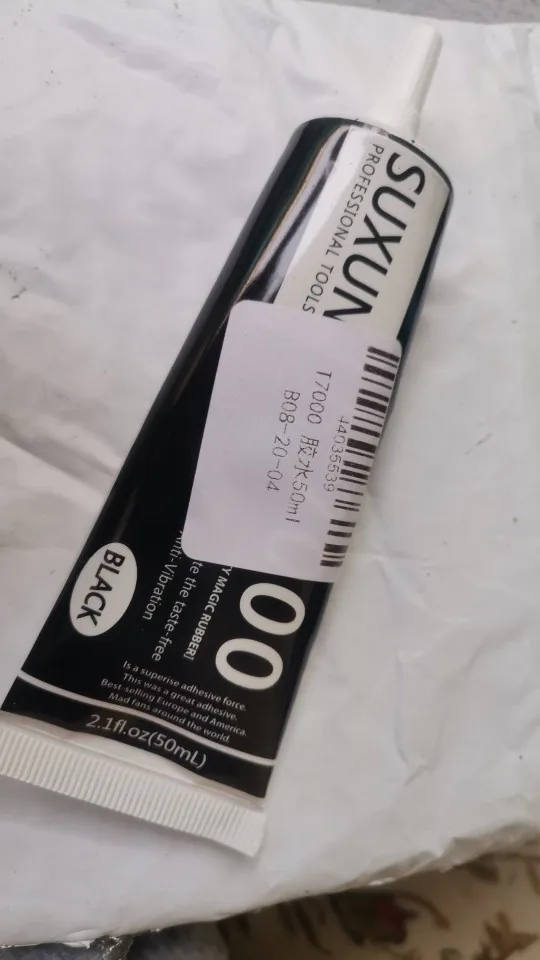 SUXUN
PROFESSIONAL TOOLS
44035539
T7000 胶水50ml
B08-20-04
00
Y MAGIC RUBBER]
te the taste-free
Anti-Vibration
BLACK
Is a superise adhesive force.
This was a great adhesive.
Best-selling Europe and America.
Mad fans around the world.
2.1fl.oz(50mL)